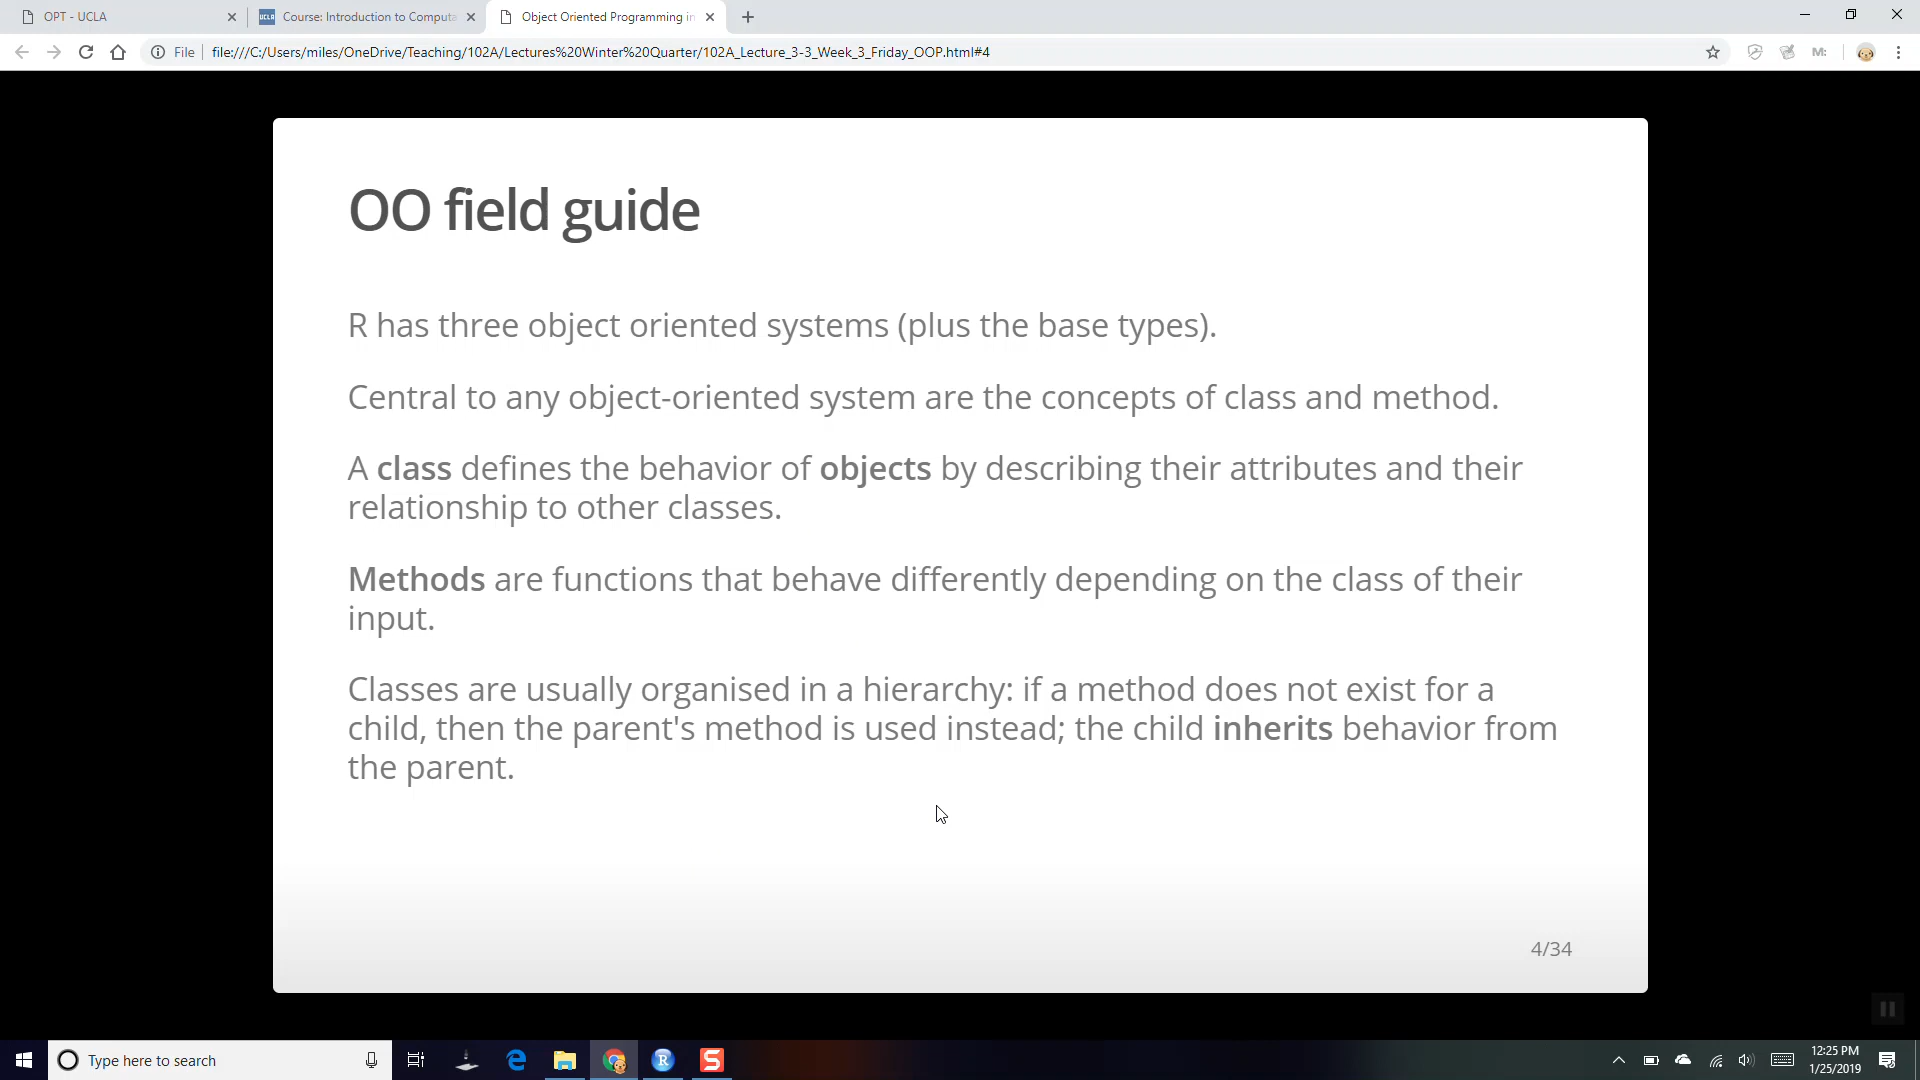 OPT - UCLA
UCLA Course: Introduction to Computa
Object Oriented Programming in
File file:///C:/Users/miles/OneDrive/Teaching/102A/Lectures%20Winter%20Quarter/102A_Lecture_3-3_Week_3_Friday_OOP.html#4
M:
OO field guide
R has three object oriented systems (plus the base types).
Central to any object-oriented system are the concepts of class and method.
A class defines the behavior of objects by describing their attributes and their
relationship to other classes.
Methods are functions that behave differently depending on the class of their
input.
Classes are usually organised in a hierarchy: if a method does not exist for a
child, then the parent's method is used instead; the child inherits behavior from
the parent.
4/34
Type here to search
R
S
12:25 PM
1/25/2019